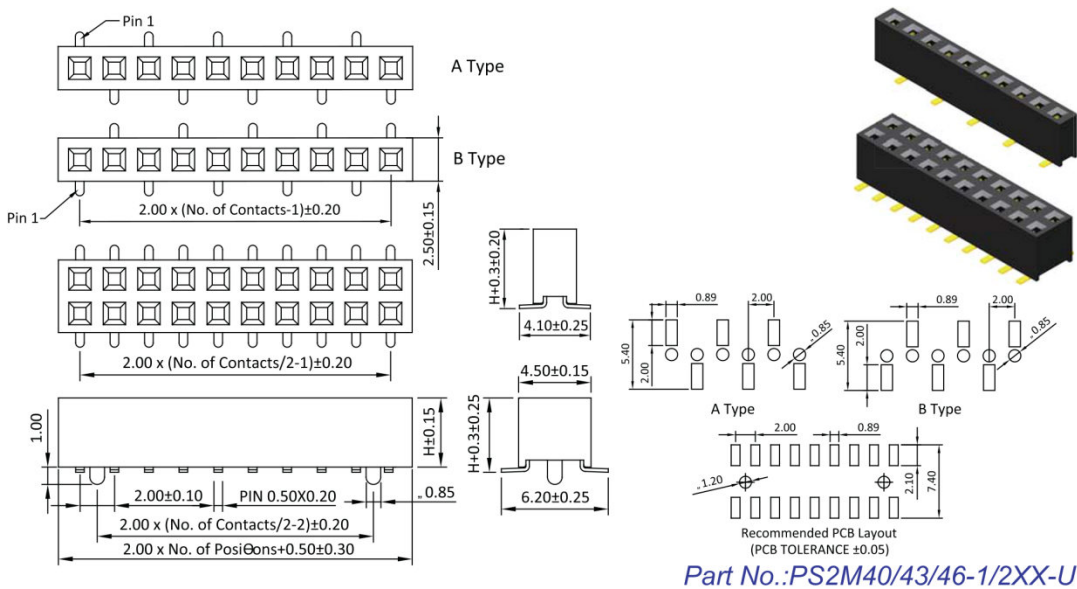 Pin 1
A Type
B Type
Pin 1
2.00 x (No. of Contacts-1)±0.20
2.50±0.15
2.00 x (No. of Contacts/2-1)±0.20
H+0.3±0.20
4.10±0.25
4.50±0.15
H+0.3±0.25
6.20±0.25
1.00
H±0.15
2.00±0.10
PIN 0.50X0.20
0.85
2.00 x (No. of Contacts/2-2)±0.20
2.00 x No. of PosiΘons+0.50±0.30
0.89
2.00
0.85
5.40
2.00
A Type
0.89
2.00
0.85
5.40
2.00
B Type
2.00
0.89
1.20
2.10
7.40
Recommended PCB Layout
(PCB TOLERANCE ±0.05)
Part No.:PS2M40/43/46-1/2XX-U